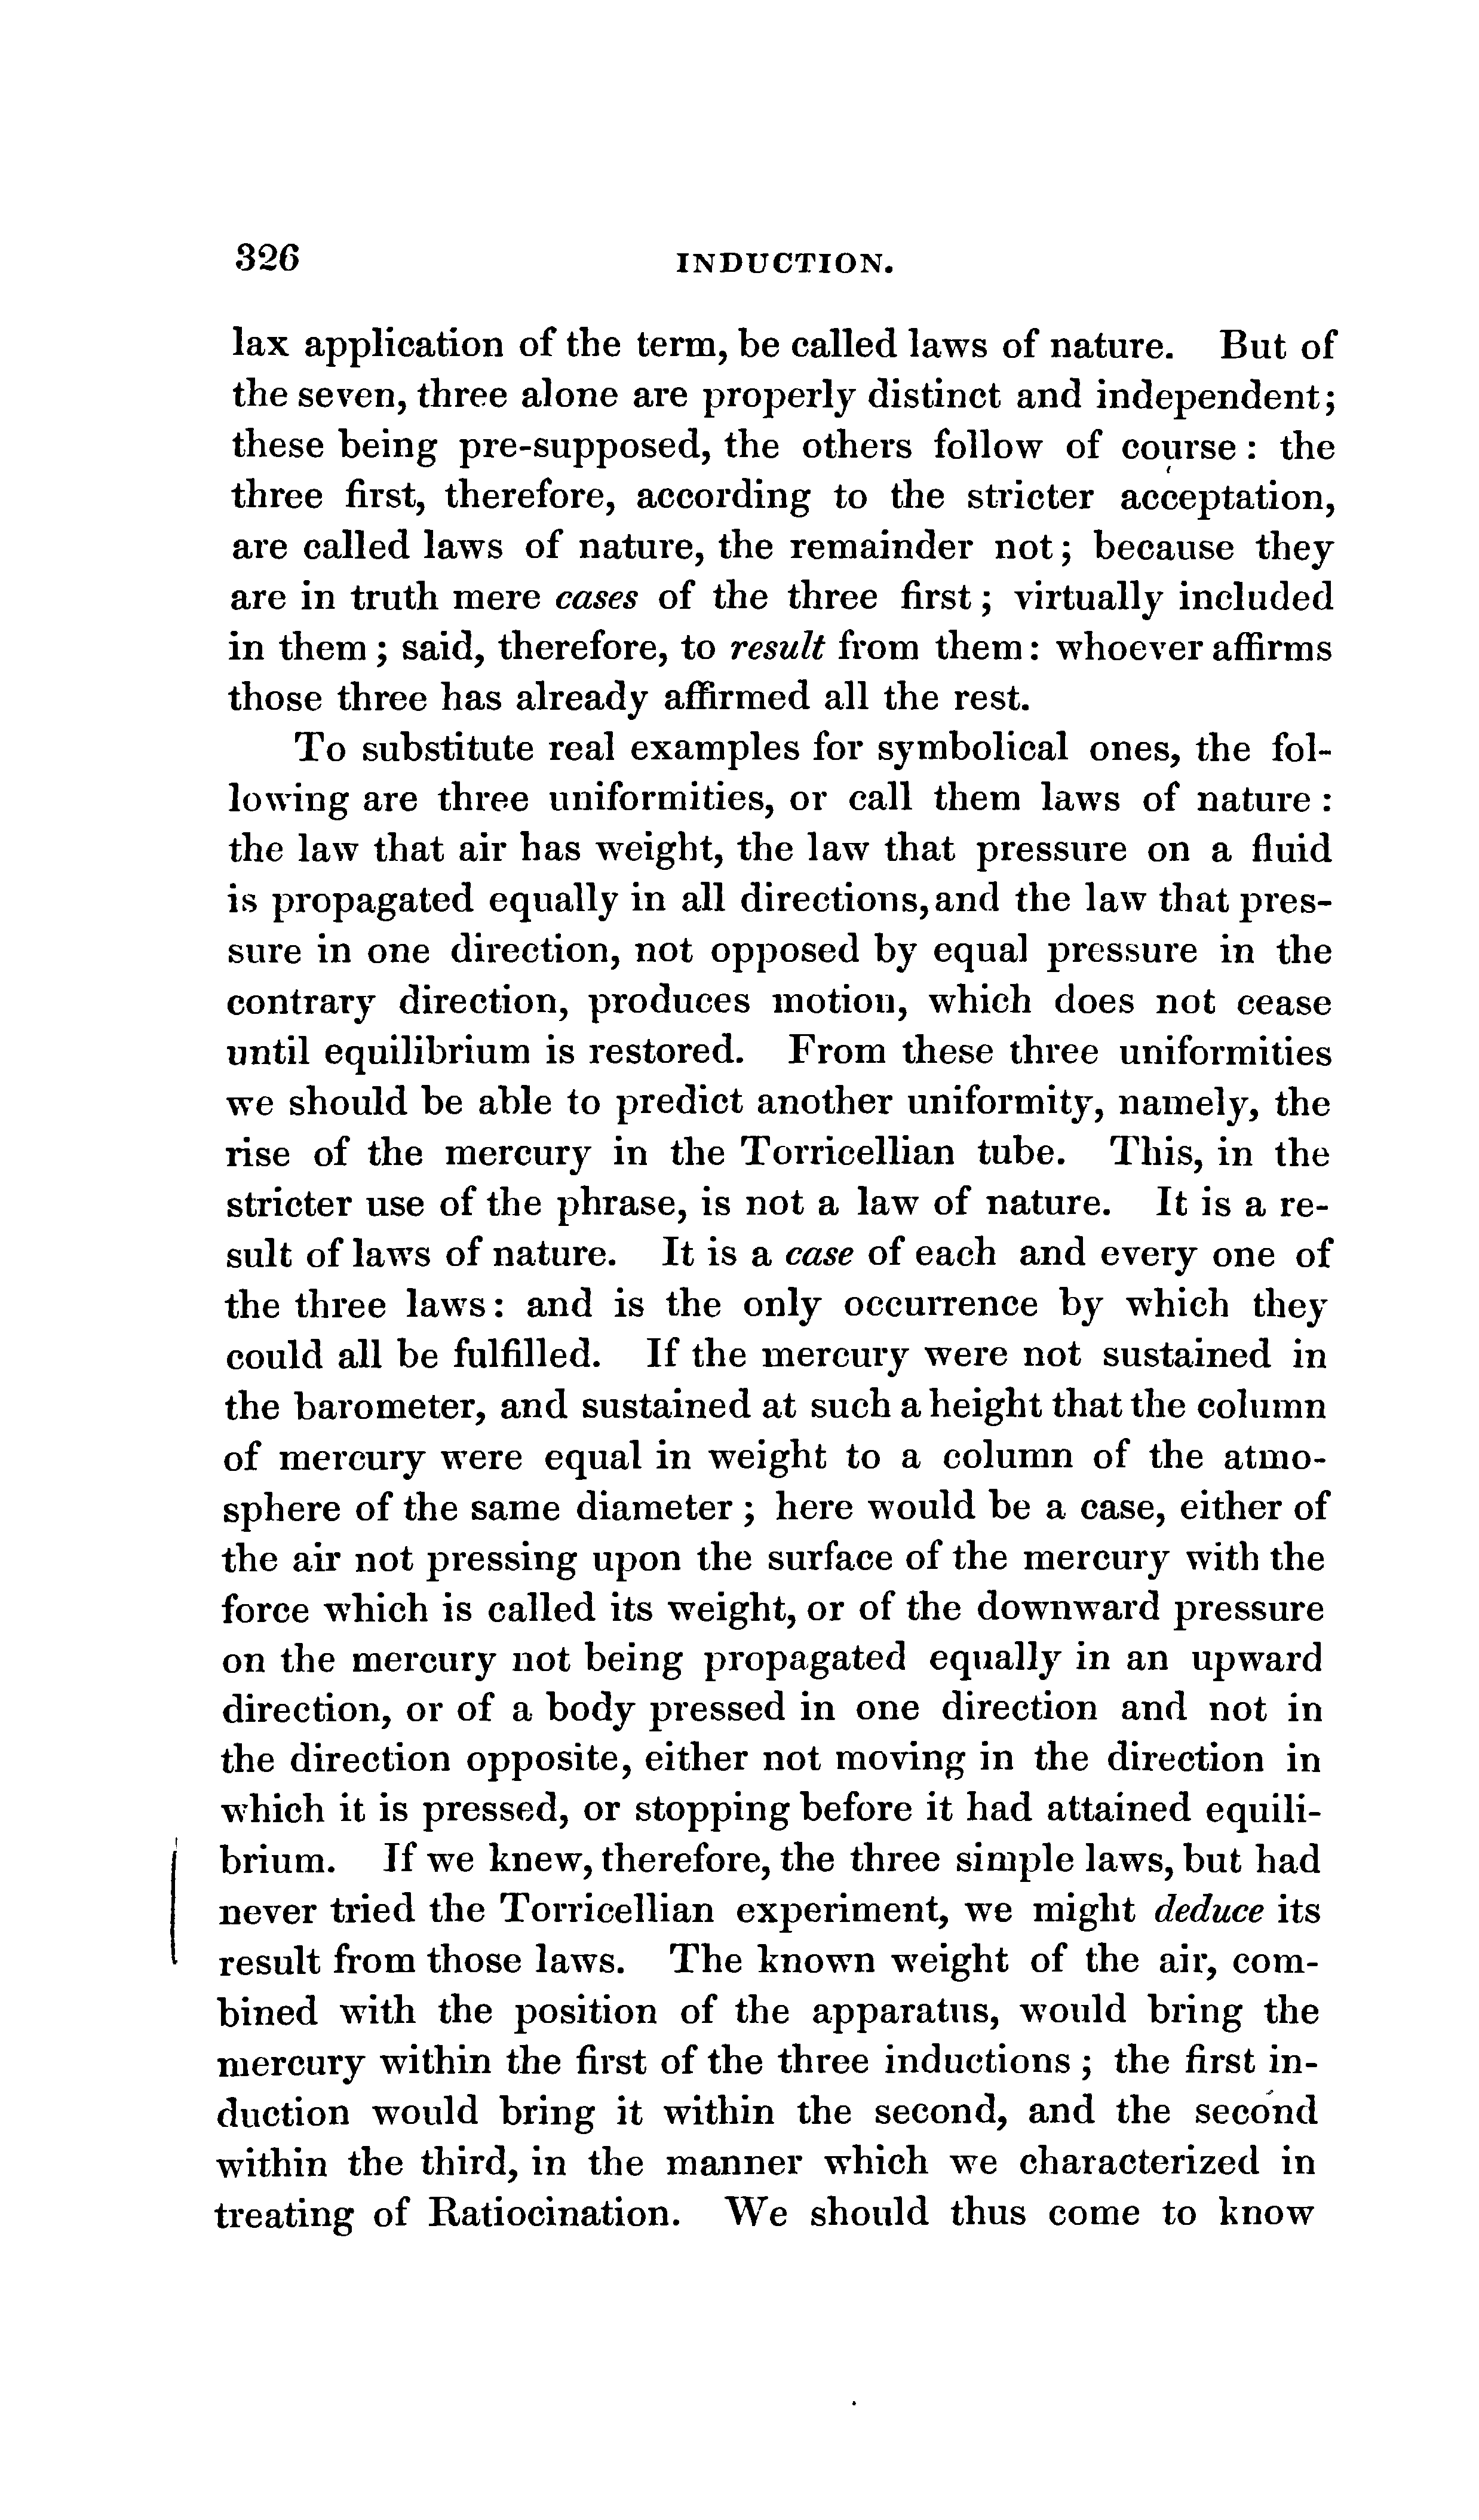 326 INDUCTION.
lax application of the term, be called laws of nature. But of
the seven, three alone are properly distinct and independent;
these being pre-supposed, the others follow of course: the
three first, therefore, according to the stricter acceptation,
are called laws of nature, the remainder not; because they
are in truth mere cases of the three first; virtually included
in them; said, therefore, to result from them: whoever affirms
those three has already affirmed all the rest.
To substitute real examples for symbolical ones, the fol-
lowing are three uniformities, or call them laws of nature:
the law that air has weight, the law that pressure on a fluid
is propagated equally in all directions, and the law that pres-
sure in one direction, not opposed by equal pressure in the
contrary direction, produces motion, which does not cease
until equilibrium is restored. From these three uniformities
we should be able to predict another uniformity, namely, the
rise of the mercury in the Torricellian tube. This, in the
stricter use of the phrase, is not a law of nature. It is a re-
sult of laws of nature. It is a case of each and every one of
the three laws: and is the only occurrence by which they
could all be fulfilled. If the mercury were not sustained in
the barometer, and sustained at such a height that the column
of mercury were equal in weight to a column of the atmo-
sphere of the same diameter; here would be a case, either of
the air not pressing upon the surface of the mercury with the
force which is called its weight, or of the downward pressure
on the mercury not being propagated equally in an upward
direction, or of a body pressed in one direction and not in
the direction opposite, either not moving in the direction in
which it is pressed, or stopping before it had attained equili-
brium. If we knew, therefore, the three simple laws, but had
never tried the Torricellian experiment, we might deduce its
result from those laws. The known weight of the air, com-
bined with the position of the apparatus, would bring the
mercury within the first of the three inductions; the first in-
duction would bring it within the second, and the second
within the third, in the manner which we characterized in
treating of Ratiocination. We should thus come to know